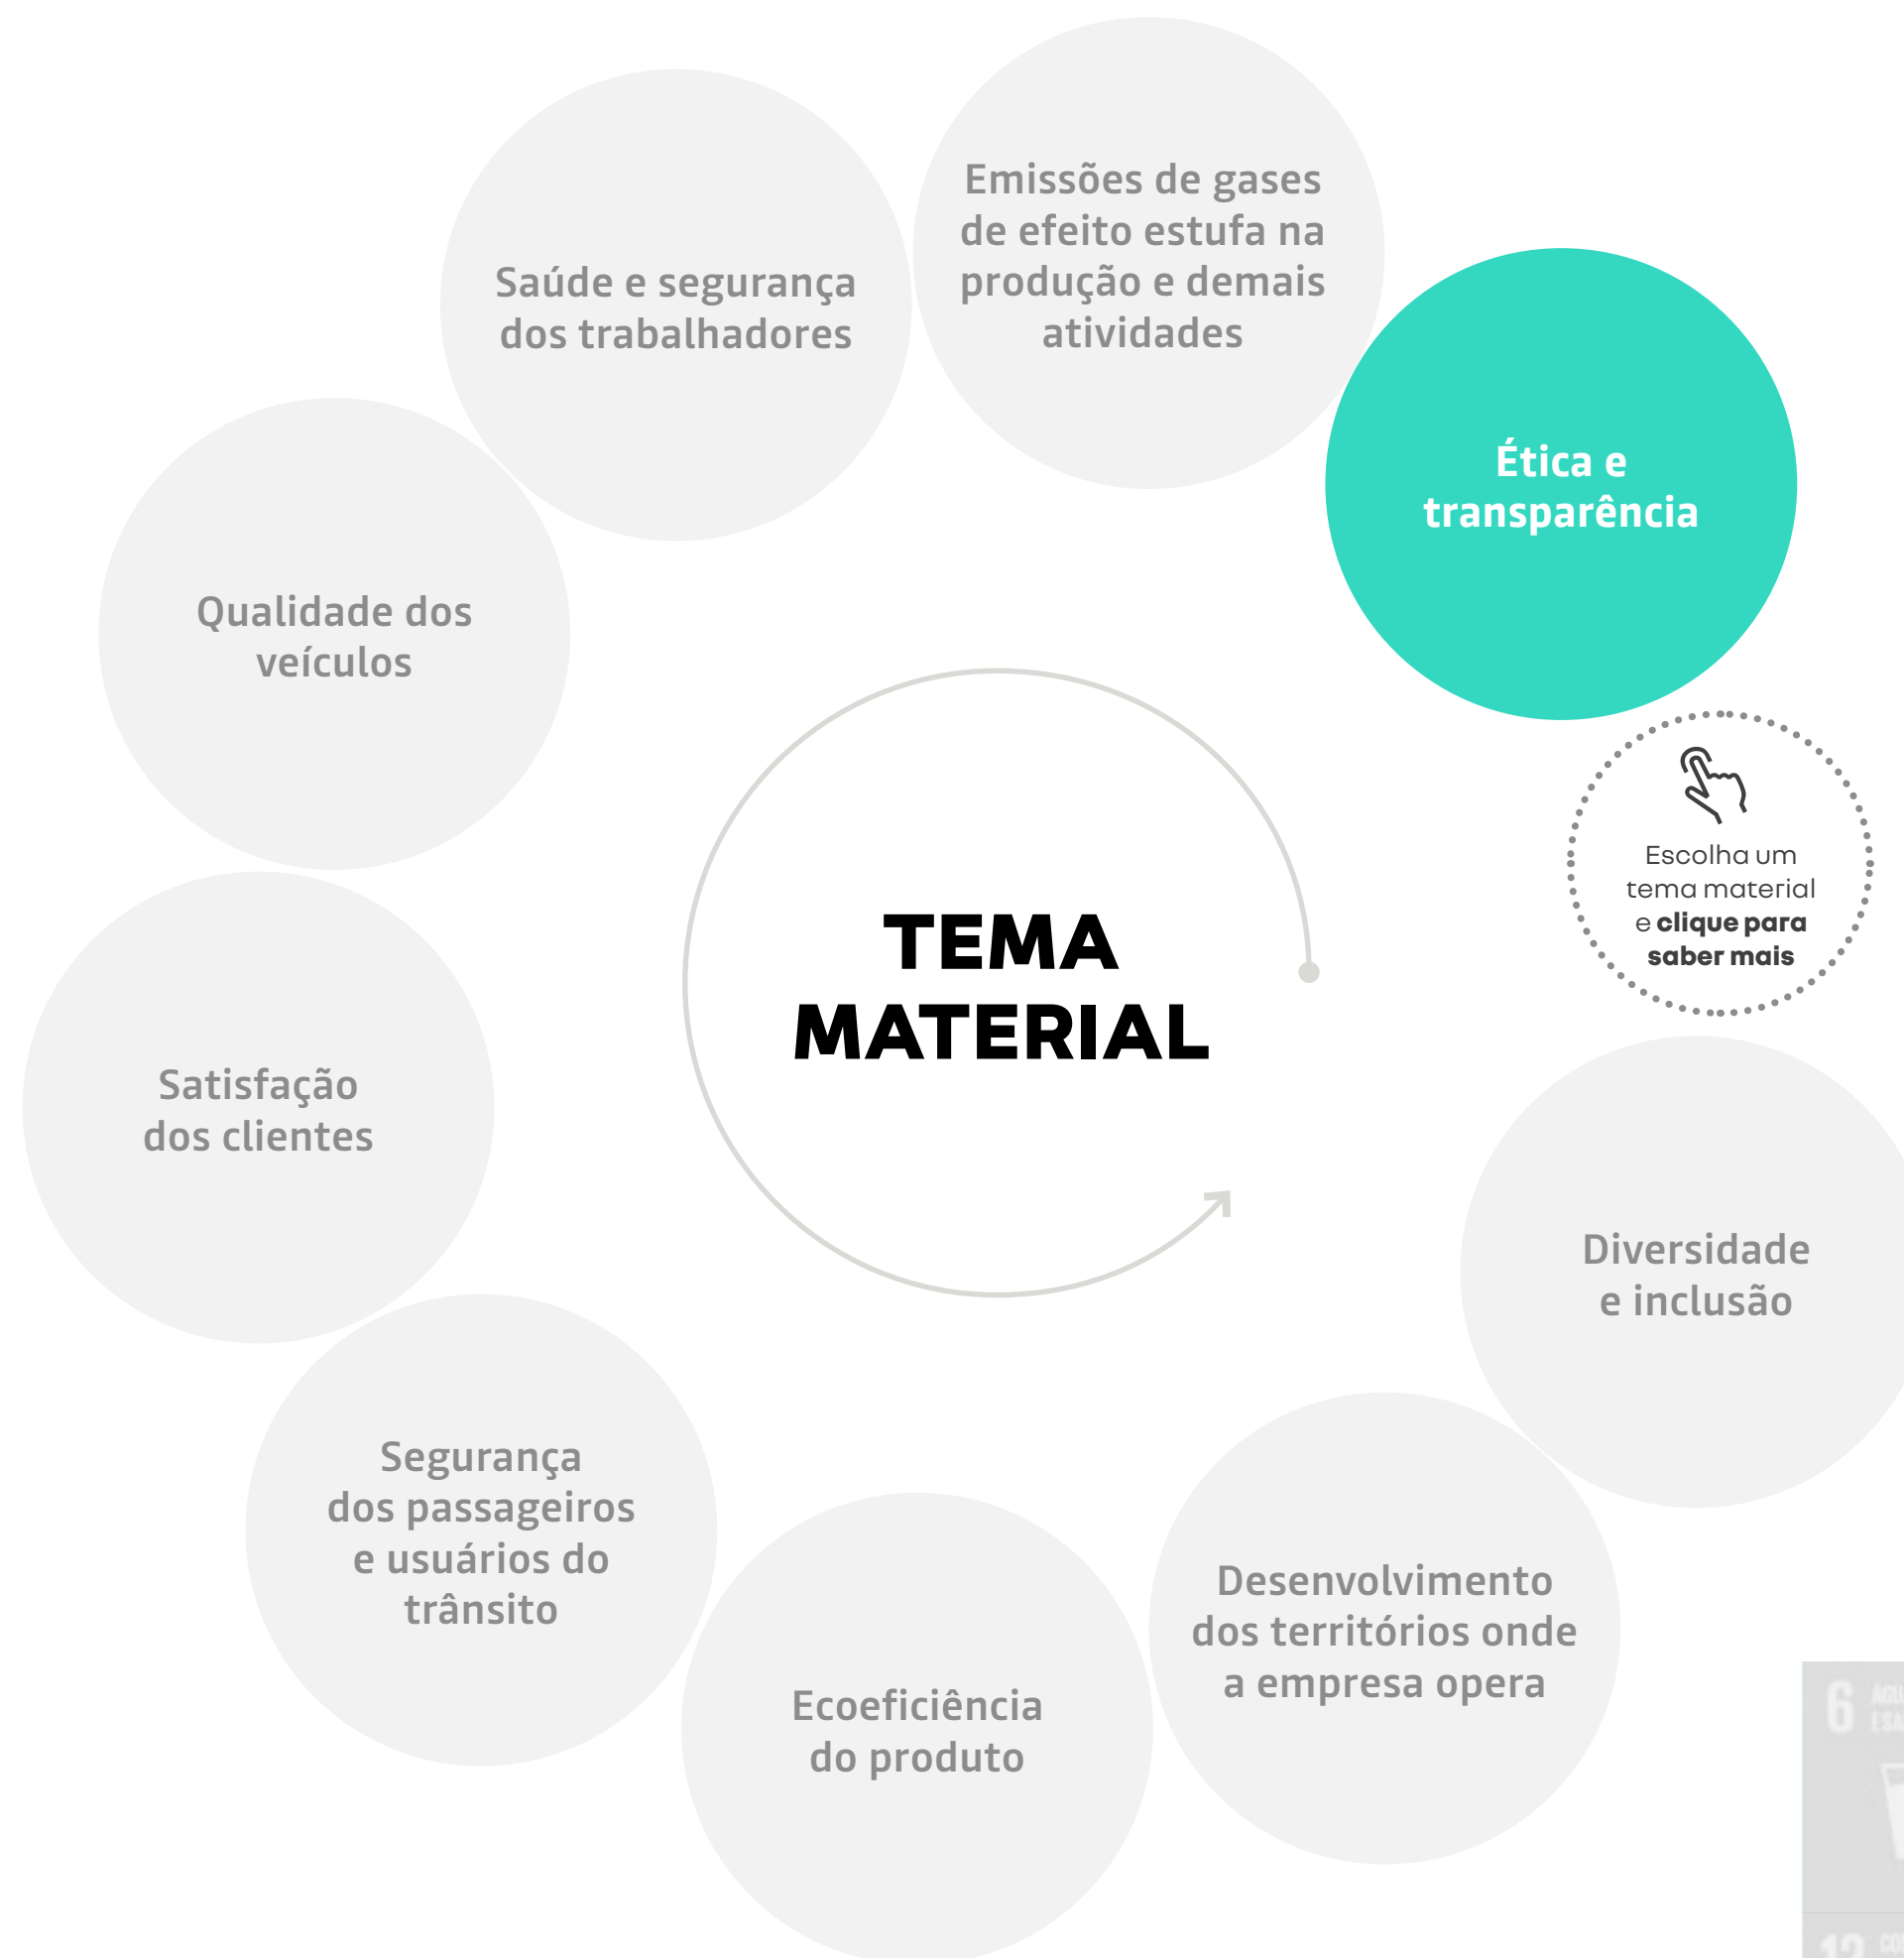 Emissões de gases
de efeito estufa na
produção e demais
atividades
Saúde e segurança
dos trabalhadores
Ética e
transparência
Qualidade dos
veículos
Escolha um
tema material
e clique para
saber mais
TEMA
MATERIAL
Satisfação
dos clientes
Diversidade
e inclusão
Segurança
dos passageiros
e usuários do
trânsito
Desenvolvimento
dos territórios onde
a empresa opera
Ecoeficiência
do produto
6
12